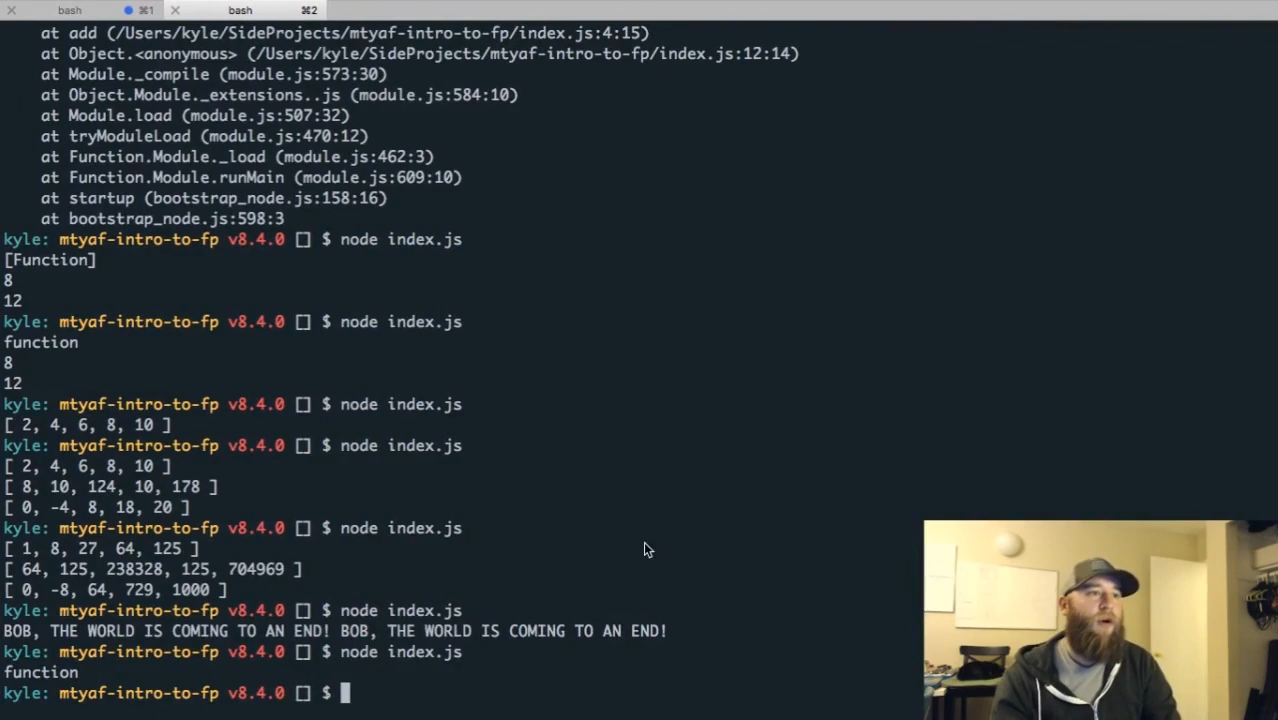 bash ⌘1 bash ⌘2
at add (/Users/kyle/SideProjects/mtyaf-intro-to-fp/index.js:4:15)
at Object.<anonymous> (/Users/kyle/SideProjects/mtyaf-intro-to-fp/index.js:12:14)
at Module._compile (module.js:573:30)
at Object.Module._extensions..js (module.js:584:10)
at Module.load (module.js:507:32)
at tryModuleLoad (module.js:470:12)
at Function.Module._load (module.js:462:3)
at Function.Module.runMain (module.js:609:10)
at startup (bootstrap_node.js:158:16)
at bootstrap_node.js:598:3
kyle: mtyaf-intro-to-fp v8.4.0 [] $ node index.js
[Function]
8
12
kyle: mtyaf-intro-to-fp v8.4.0 [] $ node index.js
function
8
12
kyle: mtyaf-intro-to-fp v8.4.0 [] $ node index.js
[ 2, 4, 6, 8, 10 ]
kyle: mtyaf-intro-to-fp v8.4.0 [] $ node index.js
[ 2, 4, 6, 8, 10 ]
[ 8, 10, 124, 10, 178 ]
[ 0, -4, 8, 18, 20 ]
kyle: mtyaf-intro-to-fp v8.4.0 [] $ node index.js
[ 1, 8, 27, 64, 125 ]
[ 64, 125, 238328, 125, 704969 ]
[ 0, -8, 64, 729, 1000 ]
kyle: mtyaf-intro-to-fp v8.4.0 [] $ node index.js
BOB, THE WORLD IS COMING TO AN END! BOB, THE WORLD IS COMING TO AN END!
kyle: mtyaf-intro-to-fp v8.4.0 [] $ node index.js
function
kyle: mtyaf-intro-to-fp v8.4.0 [] $